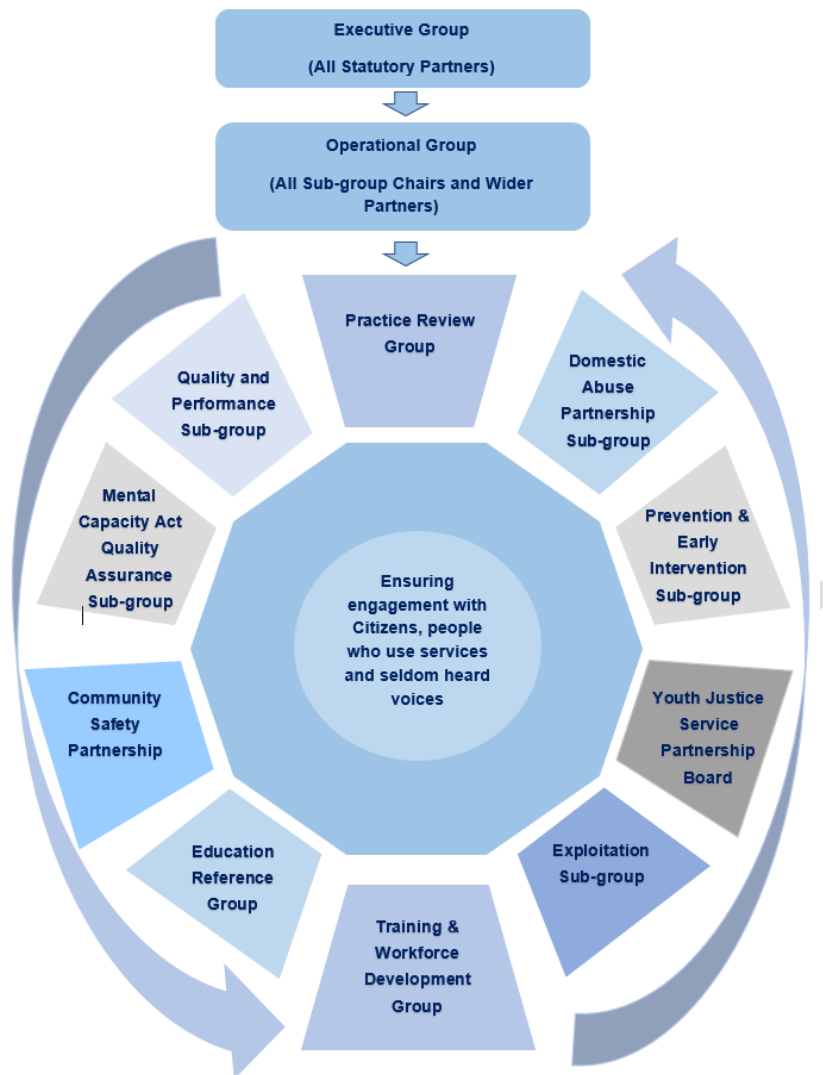 Executive Group
(All Statutory Partners)
Operational Group
(All Sub-group Chairs and Wider
Partners)
Practice Review
Group
Domestic
Abuse
Partnership
Sub-group
Prevention &
Early
Intervention
Sub-group
Youth Justice
Service
Partnership
Board
Exploitation
Sub-group
Training &
Workforce
Development
Group
Education
Reference
Group
Community
Safety
Partnership
Mental
Capacity Act
Quality
Assurance
Sub-group
Quality and
Performance
Sub-group
Ensuring
engagement with
Citizens, people
who use services
and seldom heard
voices